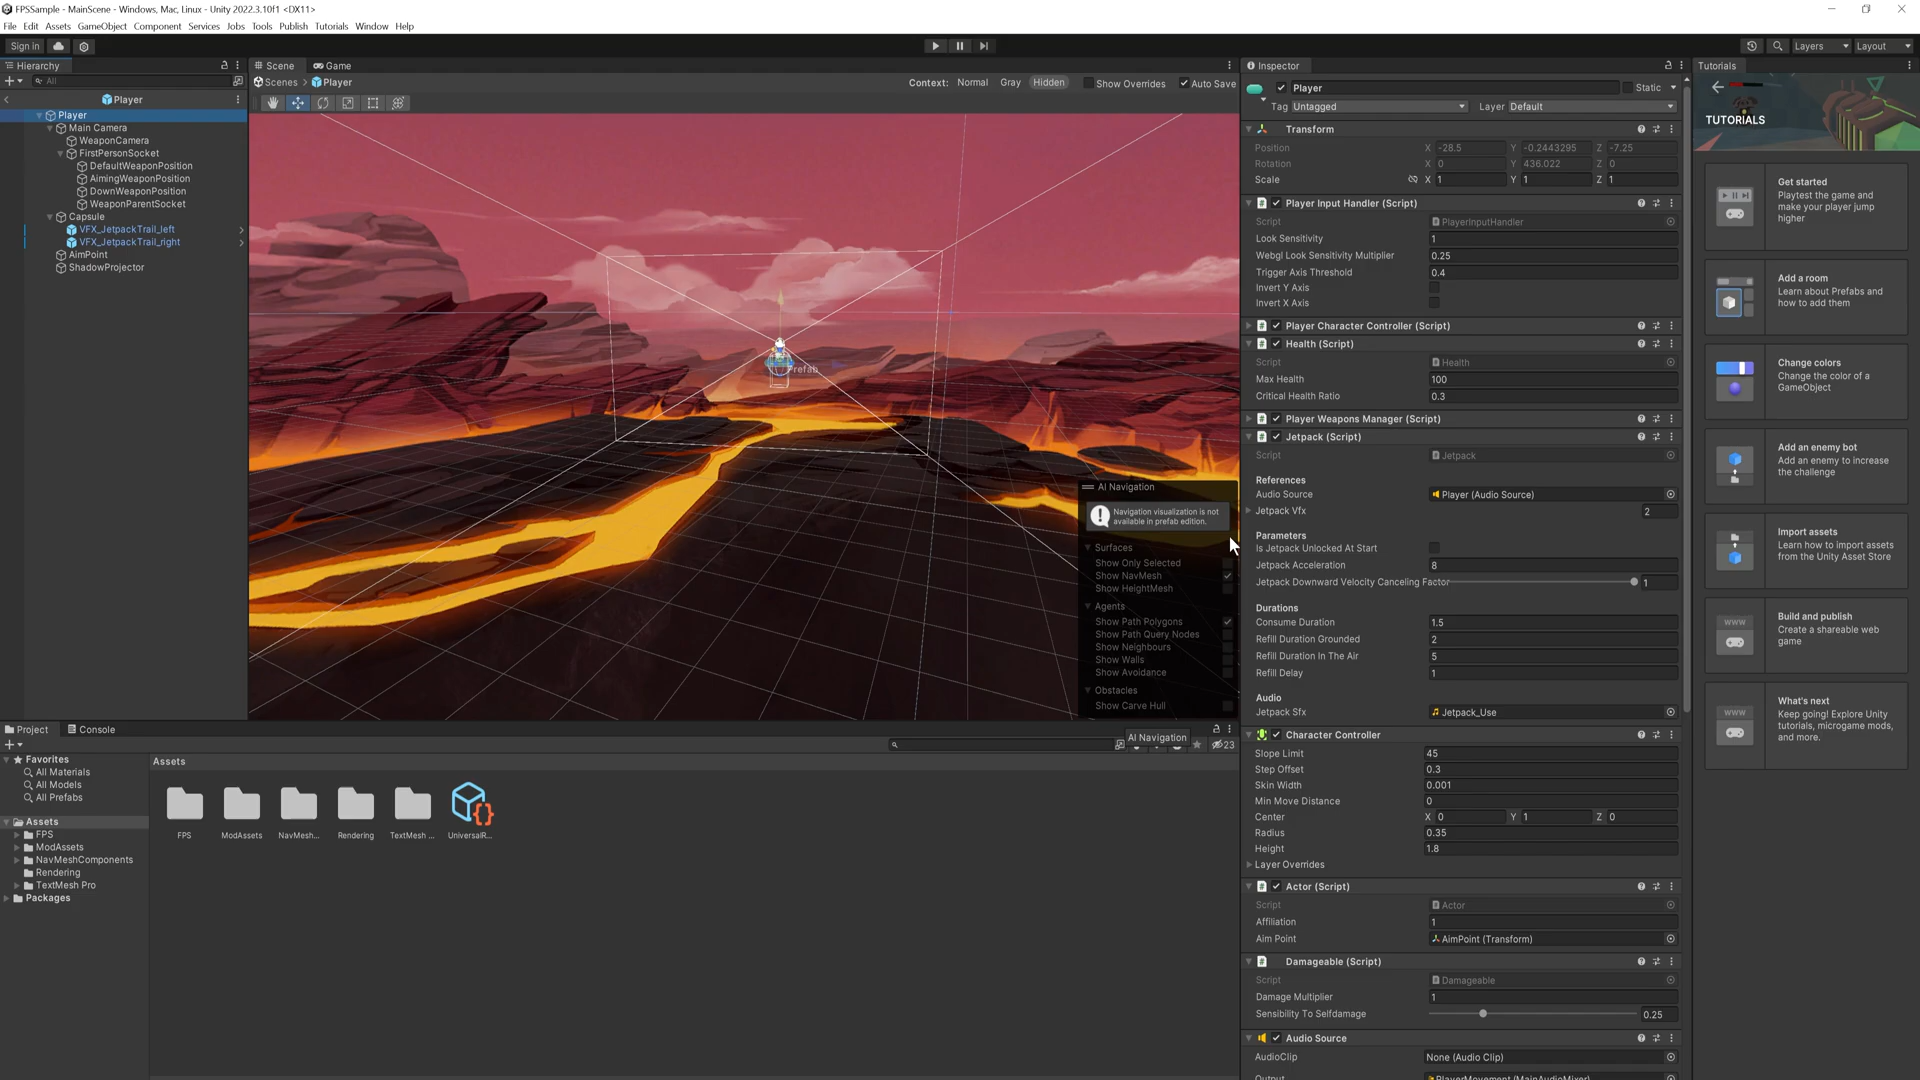 FPSSample - MainScene - Windows, Mac, Linux - Unity 2022.3.10f1 <DX11>
File Edit Assets GameObject Component Services Jobs Tools Publish Tutorials Window Help
Sign in
Layers
Layout
Hierarchy
All
Player
Player
Main Camera
WeaponCamera
FirstPersonSocket
DefaultWeaponPosition
AimingWeaponPosition
DownWeaponPosition
WeaponParentSocket
Capsule
VFX_JetpackTrail_left
VFX_JetpackTrail_right
AimPoint
ShadowProjector
Scene Game
Scenes Player
Context: Normal Gray Hidden Show Overrides Auto Save
Prefab
AI Navigation
Navigation visualization is not
available in prefab edition.
Surfaces
Show Only Selected
Show NavMesh
Show HeightMesh
Agents
Show Path Polygons
Show Path Query Nodes
Show Neighbours
Show Walls
Show Avoidance
Obstacles
Show Carve Hull
Project Console
AI Navigation
23
Favorites
All Materials
All Models
All Prefabs
Assets
FPS
ModAssets
NavMeshComponents
Rendering
TextMesh Pro
Packages
Assets
FPS ModAssets NavMesh... Rendering TextMesh ... UniversalR...
Inspector
Player Static
Tag Untagged Layer Default
Transform
Position X -28.5 Y -0.2443295 Z -7.25
Rotation X 0 Y 436.022 Z 0
Scale X 1 Y 1 Z 1
Player Input Handler (Script)
Script PlayerInputHandler
Look Sensitivity 1
Webgl Look Sensitivity Multiplier 0.25
Trigger Axis Threshold 0.4
Invert Y Axis
Invert X Axis
Player Character Controller (Script)
Health (Script)
Script Health
Max Health 100
Critical Health Ratio 0.3
Player Weapons Manager (Script)
Jetpack (Script)
Script Jetpack
References
Audio Source Player (Audio Source)
Jetpack Vfx 2
Parameters
Is Jetpack Unlocked At Start
Jetpack Acceleration 8
Jetpack Downward Velocity Canceling Factor 1
Durations
Consume Duration 1.5
Refill Duration Grounded 2
Refill Duration In The Air 5
Refill Delay 1
Audio
Jetpack Sfx Jetpack_Use
Character Controller
Slope Limit 45
Step Offset 0.3
Skin Width 0.001
Min Move Distance 0
Center X 0 Y 1 Z 0
Radius 0.35
Height 1.8
Layer Overrides
Actor (Script)
Script Actor
Affiliation 1
Aim Point AimPoint (Transform)
Damageable (Script)
Script Damageable
Damage Multiplier 1
Sensibility To Selfdamage 0.25
Audio Source
AudioClip None (Audio Clip)
Output PlayerMovement (MainAudioMixer)
Tutorials
TUTORIALS
Get started
Playtest the game and
make your player jump
higher
Add a room
Learn about Prefabs and
how to add them
Change colors
Change the color of a
GameObject
Add an enemy bot
Add an enemy to increase
the challenge
Import assets
Learn how to import assets
from the Unity Asset Store
WWW
Build and publish
Create a shareable web
game
WWW
What's next
Keep going! Explore Unity
tutorials, microgame mods,
and more.